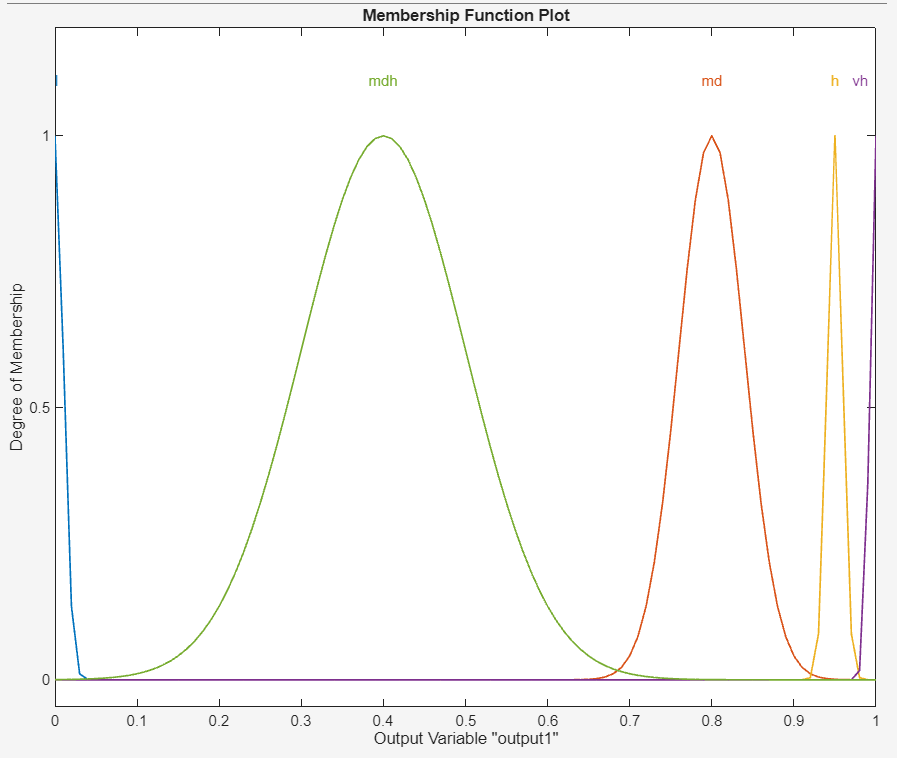 Membership Function Plot
l mdh md h vh
1
0.5
0
Degree of Membership
0 0.1 0.2 0.3 0.4 0.5 0.6 0.7 0.8 0.9 1
Output Variable "output1"